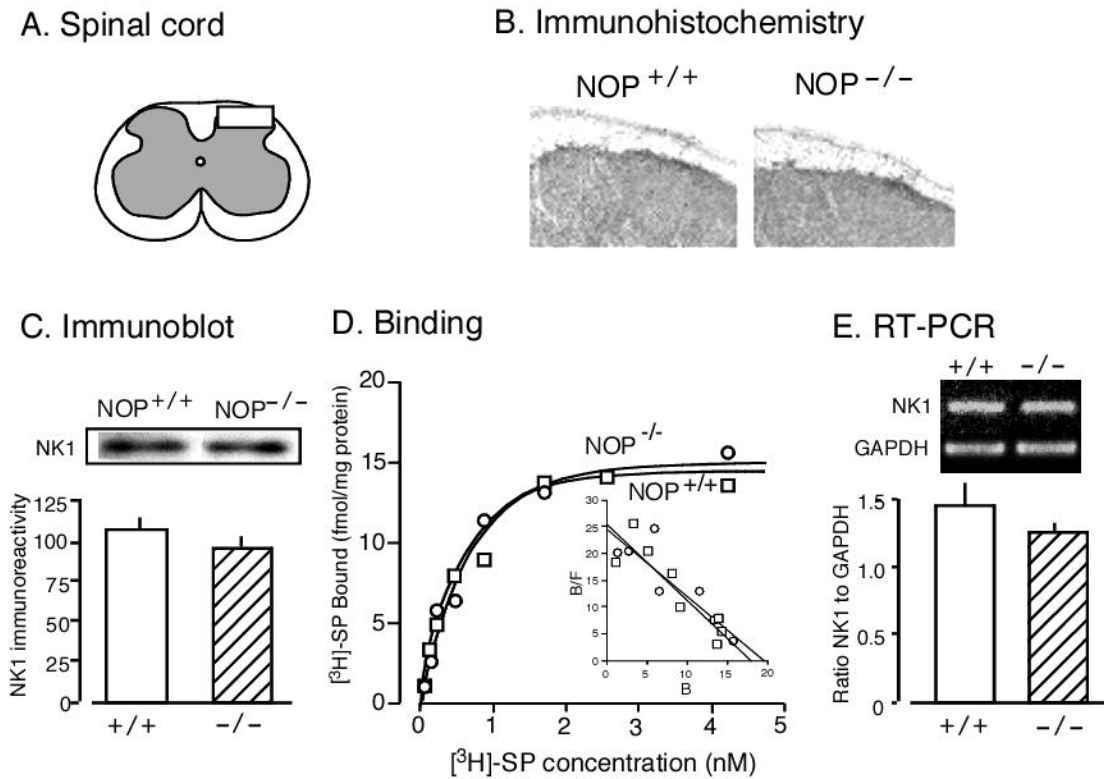 A. Spinal cord
B. Immunohistochemistry
NOP +/+
NOP −/−
C. Immunoblot
NOP+/+ NOP−/−
NK1
NK1 immunoreactivity
125
100
75
50
25
0
+/+ −/−
D. Binding
[3H]-SP Bound (fmol/mg protein)
20
15
10
5
0
NOP -/-
NOP+/+
B/F
30
25
20
15
10
5
0
0 5 10 15 20
B
0 1 2 3 4 5
[3H]-SP concentration (nM)
E. RT-PCR
+/+ −/−
NK1
GAPDH
Ratio NK1 to GAPDH
1.5
1.0
0.5
0
+/+ −/−